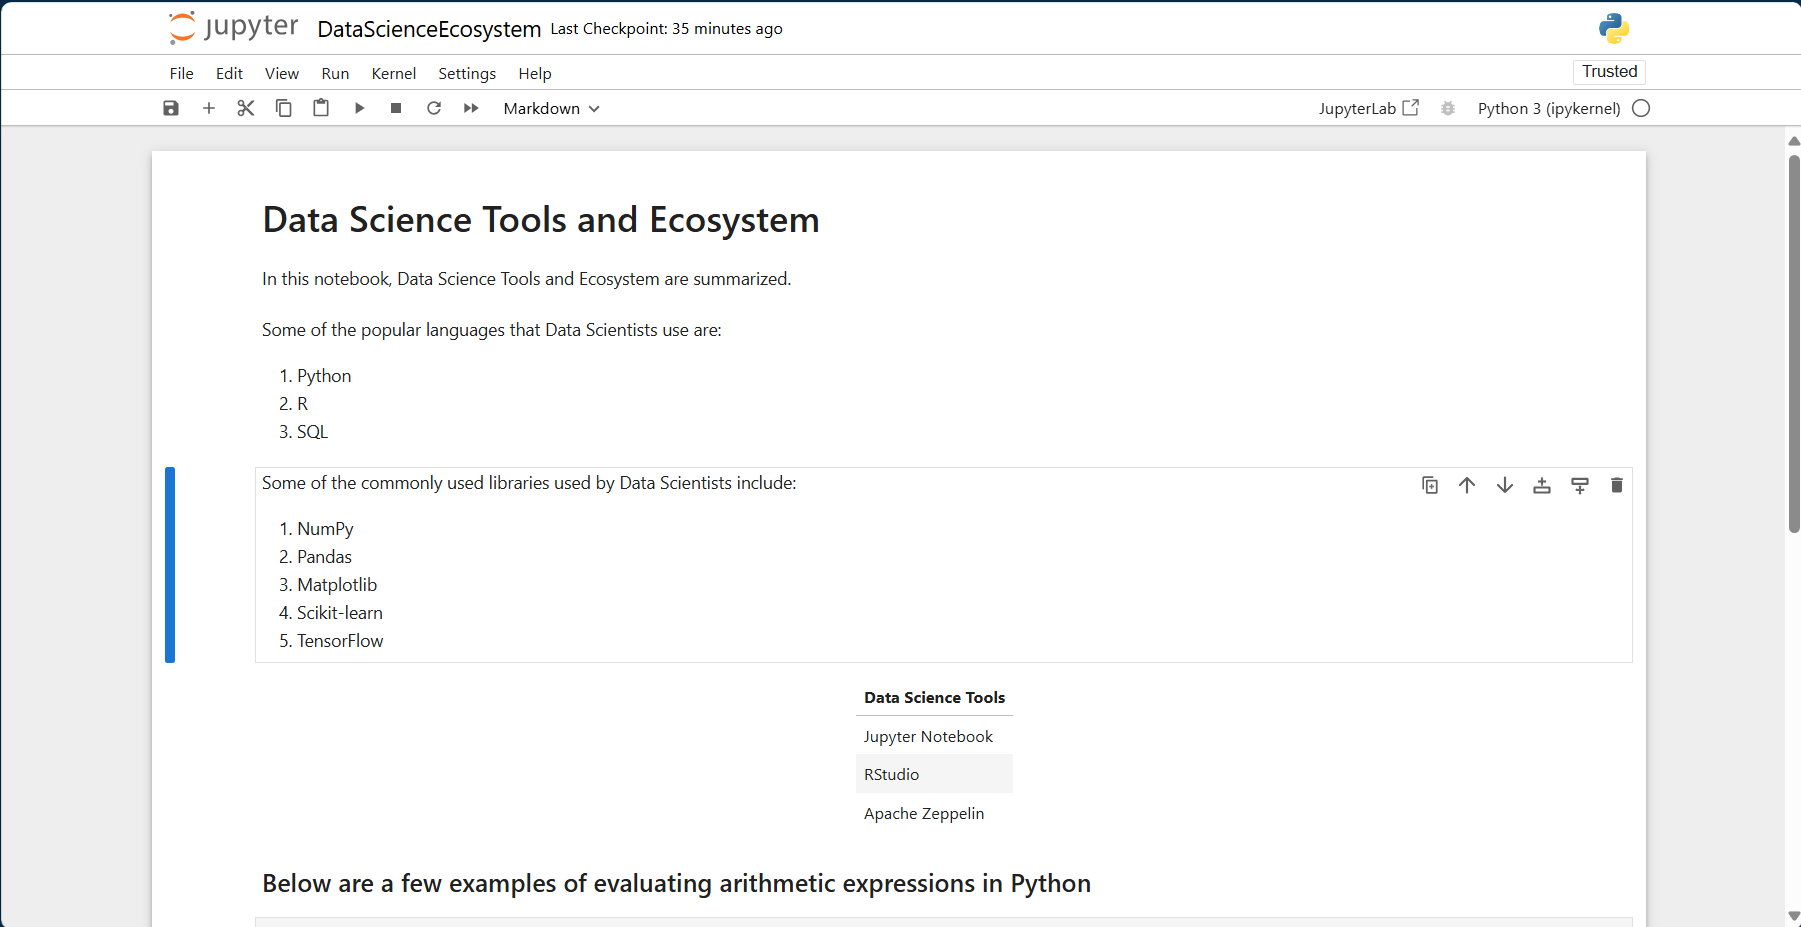 jupyter DataScienceEcosystem Last Checkpoint: 35 minutes ago
File Edit View Run Kernel Settings Help Trusted
Markdown JupyterLab Python 3 (ipykernel)
Data Science Tools and Ecosystem
In this notebook, Data Science Tools and Ecosystem are summarized.
Some of the popular languages that Data Scientists use are:
1. Python
2. R
3. SQL
Some of the commonly used libraries used by Data Scientists include:
1. NumPy
2. Pandas
3. Matplotlib
4. Scikit-learn
5. TensorFlow
Data Science Tools
Jupyter Notebook
RStudio
Apache Zeppelin
Below are a few examples of evaluating arithmetic expressions in Python